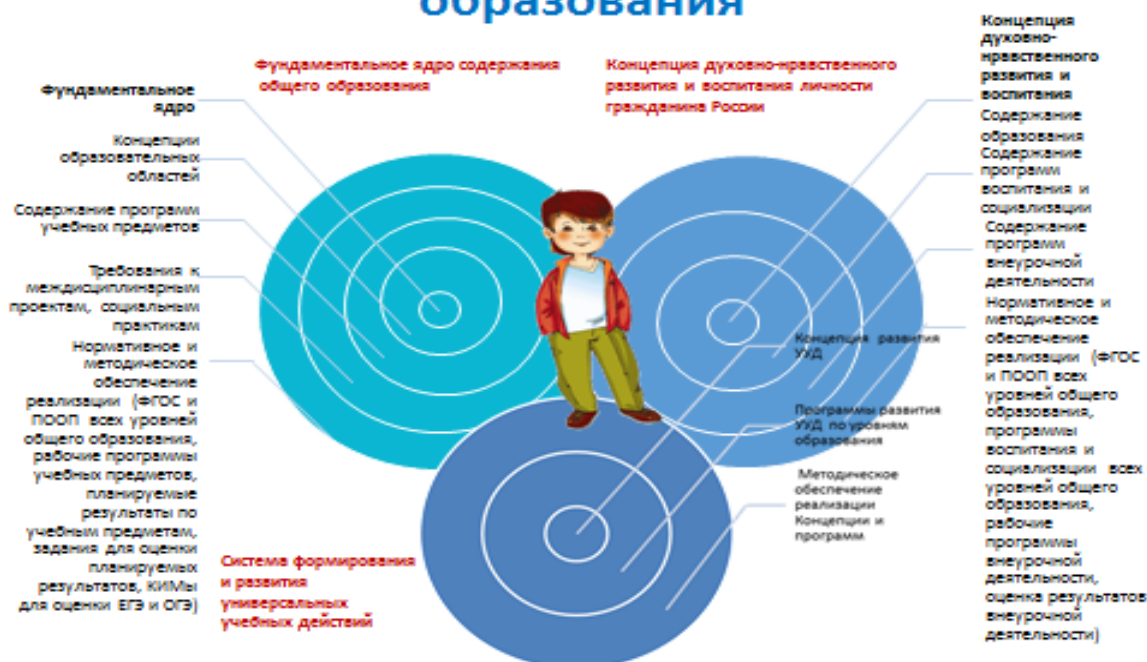 образования
Фундаментальное ядро содержания
общего образования
Концепция духовно-нравственного
развития и воспитания личности
гражданина России
Фундаментальное
ядро
Концепции
образовательных
областей
Содержание программ
учебных предметов
Требования к
междисциплинарным
проектам, социальным
практикам
Нормативное и
методическое
обеспечение
реализации (ФГОС и
ПООП всех уровней
общего образования,
рабочие программы
учебных предметов,
планируемые
результаты по
учебным предметам,
задания для оценки
планируемых
результатов, КИМы
для оценки ЕГЭ и ОГЭ)
Концепция
духовно-
нравственного
развития и
воспитания
Содержание
образования
Содержание
программ
воспитания и
социализации
Содержание
программ
внеурочной
деятельности
Нормативное и
методическое
обеспечение
реализации (ФГОС
и ПООП всех
уровней общего
образования,
программы
воспитания и
социализации всех
уровней общего
образования,
рабочие
программы
внеурочной
деятельности,
оценка результатов
внеурочной
деятельности)
Концепция развития
УУД
Программы развития
УУД по уровням
образования
Методическое
обеспечение
реализации
Концепции и
программ
Система формирования
и развития
универсальных
учебных действий